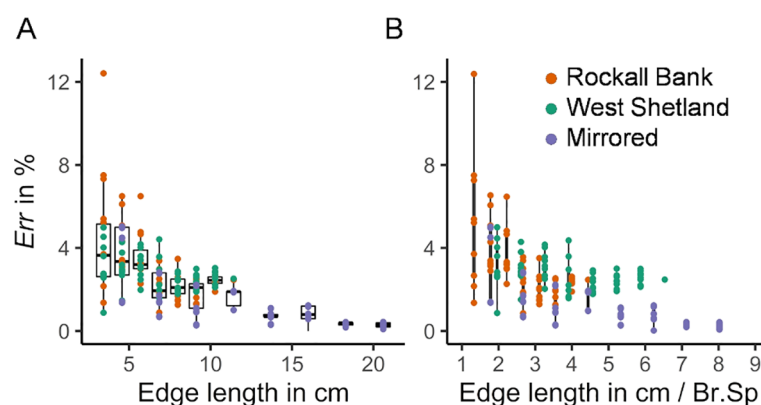 A
B
Err in %
12
8
4
0
5 10 15 20
Edge length in cm
12
8
4
0
Rockall Bank
West Shetland
Mirrored
1 2 3 4 5 6 7 8 9
Edge length in cm / Br.Sp